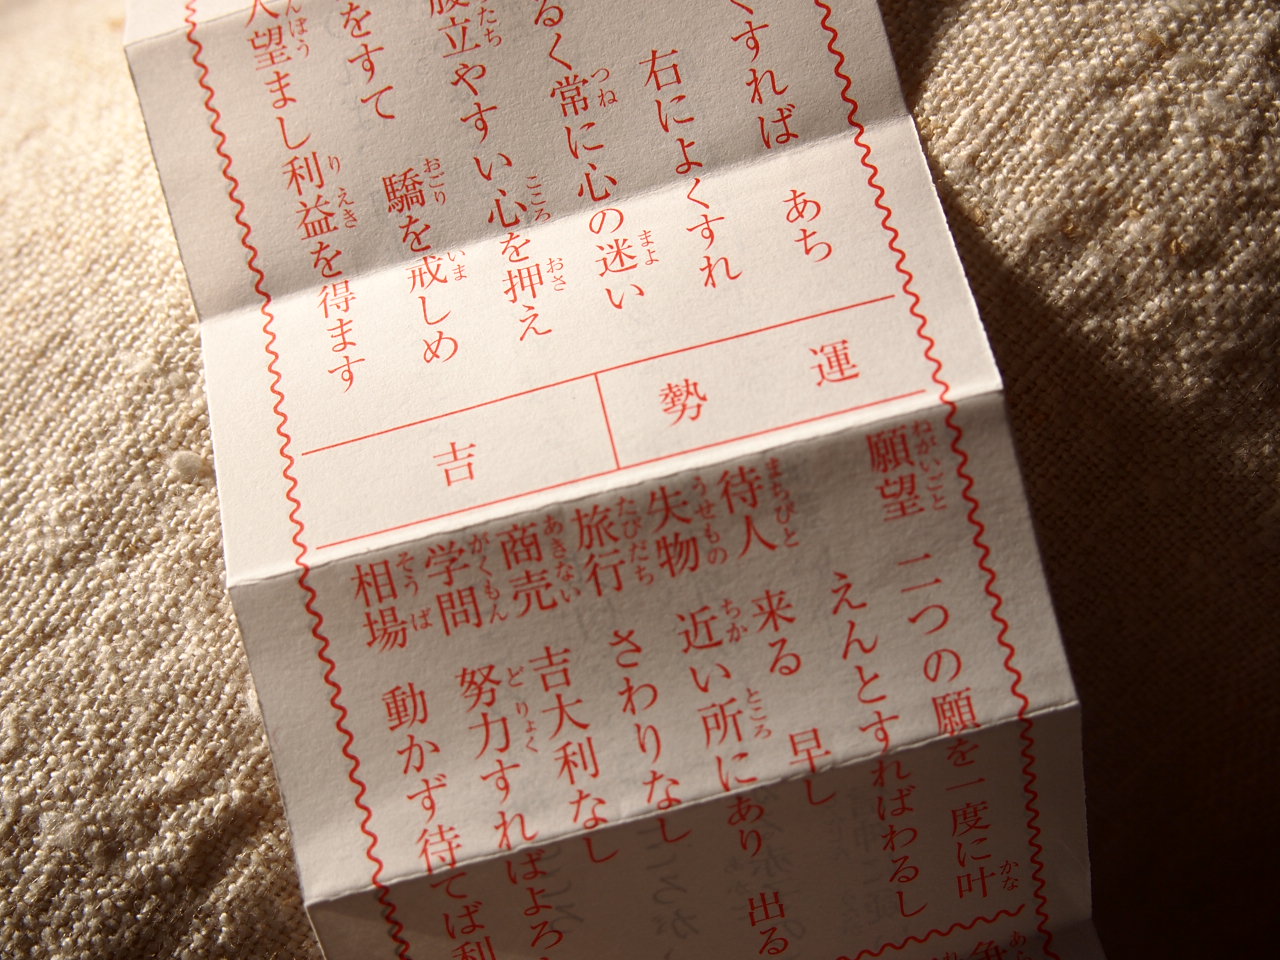 くすれば あち
右によくすれ
るく常に心の迷い
腹立やすい心を押え
をすて 驕を戒しめ
人望まし利益を得ます
運勢 吉
願望 二つの願を一度に叶
えんとすればわるし
待人 来る 早し
失物 近い所にあり 出る
旅行 さわりなし
商売 吉大利なし
学問 努力すればよろ
相場 動かず待てば利